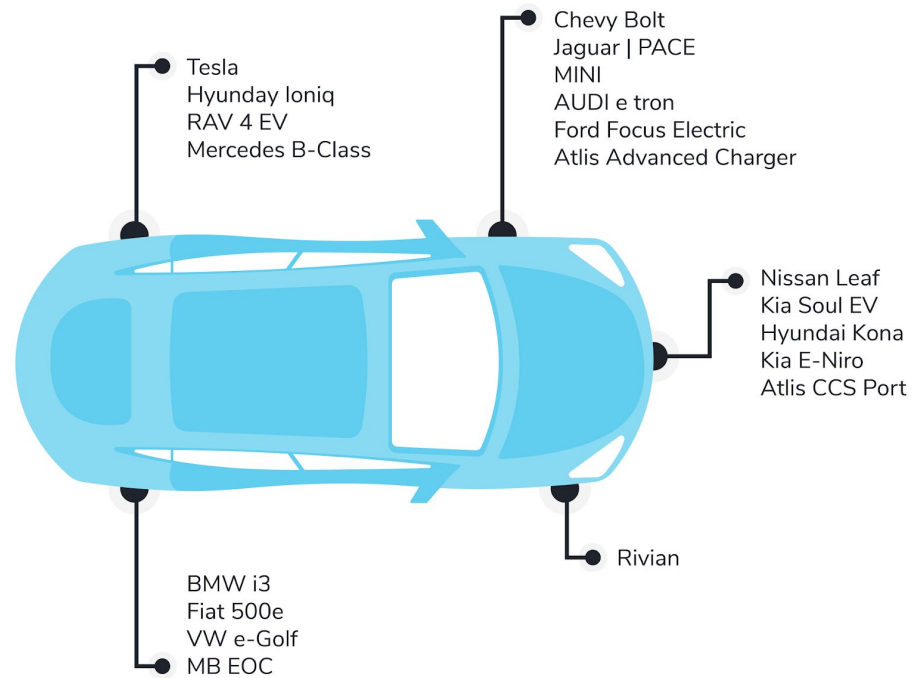 Tesla
Hyunday Ioniq
RAV 4 EV
Mercedes B-Class
Chevy Bolt
Jaguar | PACE
MINI
AUDI e tron
Ford Focus Electric
Atlis Advanced Charger
Nissan Leaf
Kia Soul EV
Hyundai Kona
Kia E-Niro
Atlis CCS Port
Rivian
BMW i3
Fiat 500e
VW e-Golf
MB EOC